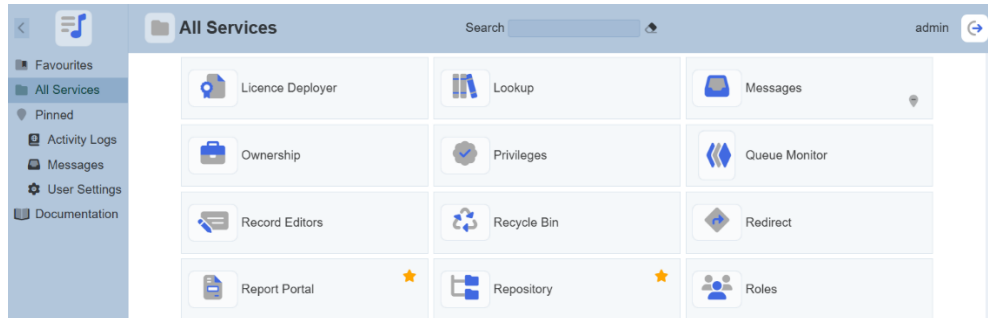 All Services
Search
admin
Favourites
All Services
Pinned
Activity Logs
Messages
User Settings
Documentation
Licence Deployer
Lookup
Messages
Ownership
Privileges
Queue Monitor
Record Editors
Recycle Bin
Redirect
Report Portal
Repository
Roles